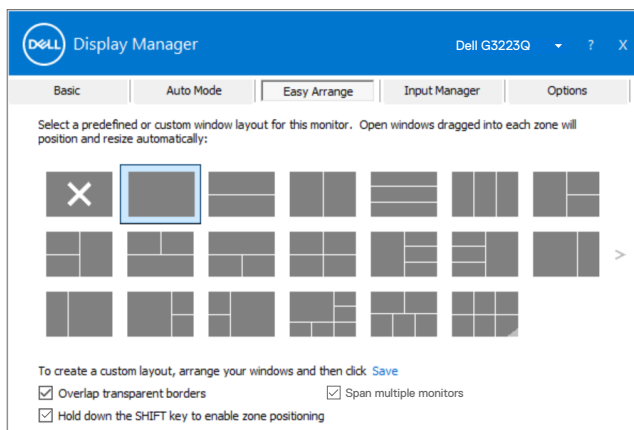 DELL Display Manager Dell G3223Q ? X
Basic Auto Mode Easy Arrange Input Manager Options
Select a predefined or custom window layout for this monitor. Open windows dragged into each zone will
position and resize automatically:
>
To create a custom layout, arrange your windows and then click Save
Overlap transparent borders Span multiple monitors
Hold down the SHIFT key to enable zone positioning